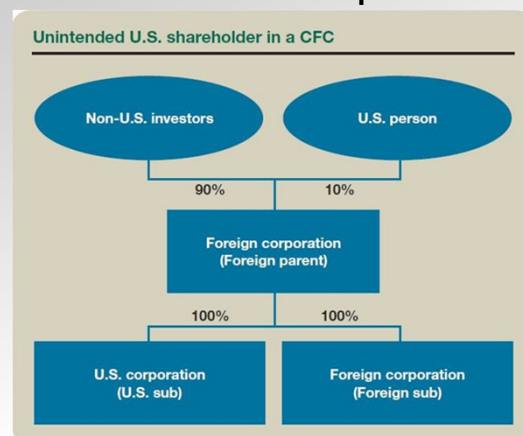 Unintended U.S. shareholder in a CFC
Non-U.S. investors
U.S. person
90%
10%
Foreign corporation
(Foreign parent)
100%
100%
U.S. corporation
(U.S. sub)
Foreign corporation
(Foreign sub)